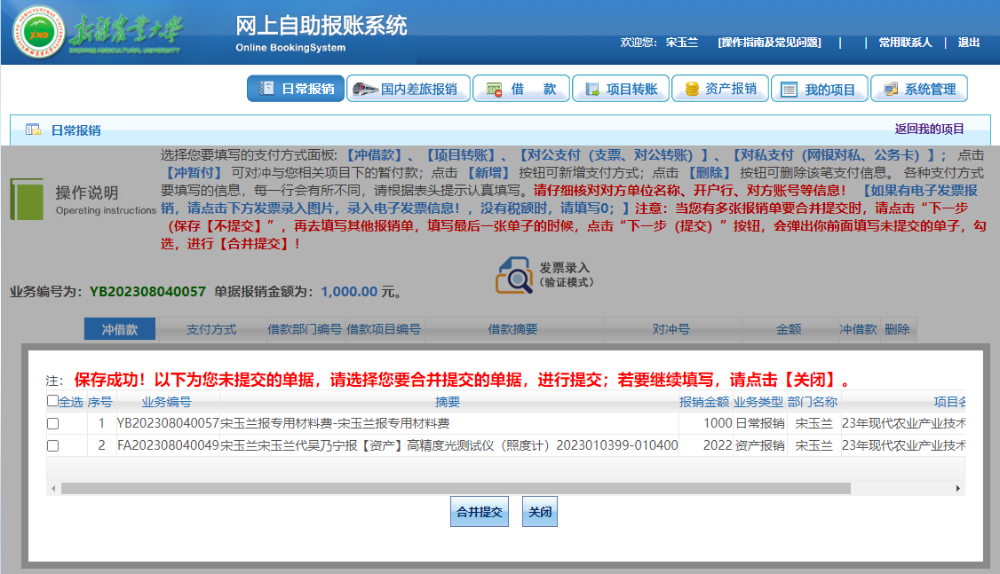 新疆农业大学
XINJIANG AGRICULTURAL UNIVERSITY
网上自助报账系统
Online BookingSystem
欢迎您: 宋玉兰 [操作指南及常见问题] | | 常用联系人 | 退出
日常报销 国内差旅报销 借 款 项目转账 资产报销 我的项目 系统管理
日常报销 返回我的项目
操作说明
Operating instructions
选择您要填写的支付方式面板:【冲借款】、【项目转账】、【对公支付（支票、对公转账）】、【对私支付（网银对私、公务卡）】； 点击
【冲暂付】 可对冲与您相关项目下的暂付款；点击 【新增】 按钮可新增支付方式；点击 【删除】 按钮可删除该笔支付信息。 各种支付方式
要填写的信息，每一行会有所不同，请根据表头提示认真填写。请仔细核对对方单位名称、开户行、对方账号等信息！ 【如果有电子发票报
销，请点击下方发票录入图片，录入电子发票信息！，没有税额时，请填写0；】注意：当您有多张报销单要合并提交时，请点击“下一步
（保存【不提交】”，再去填写其他报销单，填写最后一张单子的时候，点击“下一步（提交）”按钮，会弹出你前面填写未提交的单子，勾
选，进行【合并提交】！
发票录入
（验证模式）
业务编号为：YB202308040057 单据报销金额为：1,000.00 元。
冲借款 支付方式 借款部门编号 借款项目编号 借款摘要 对冲号 金额 冲借款 删除
注： 保存成功！以下为您未提交的单据，请选择您要合并提交的单据，进行提交；若要继续填写，请点击【关闭】。
全选 序号 业务编号 摘要 报销金额 业务类型 部门名称 项目名
1 YB202308040057 宋玉兰报专用材料费-宋玉兰报专用材料费 1000 日常报销 宋玉兰 23年现代农业产业技术
2 FA202308040049 宋玉兰宋玉兰代吴乃宁报【资产】高精度光测试仪（照度计）2023010399-010400 2022 资产报销 宋玉兰 23年现代农业产业技术
合并提交 关闭